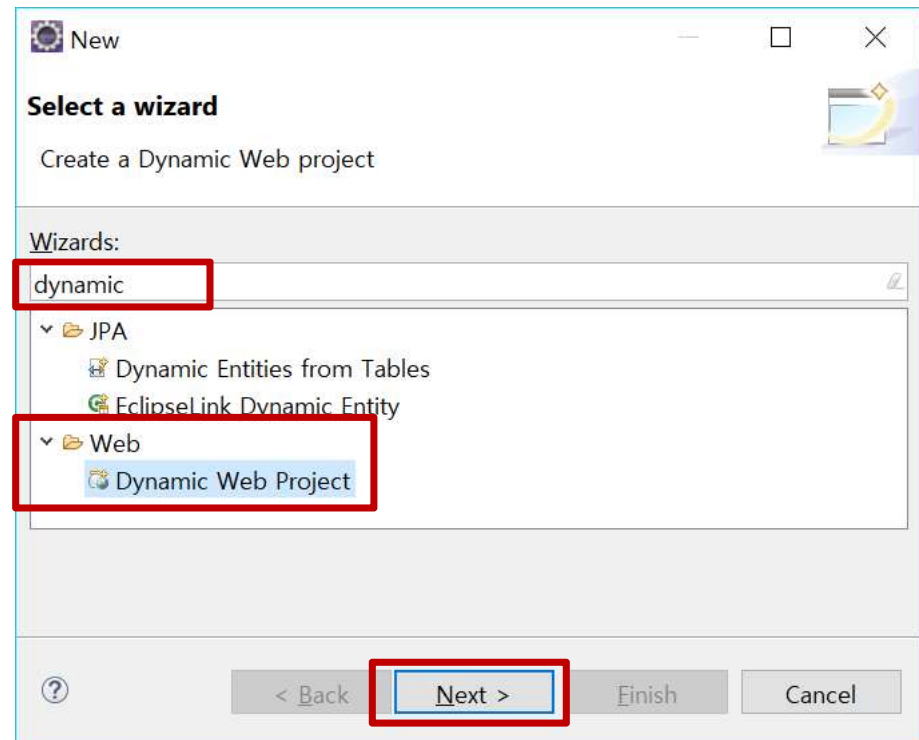 New
Select a wizard
Create a Dynamic Web project
Wizards:
dynamic
JPA
Dynamic Entities from Tables
EclipseLink Dynamic Entity
Web
Dynamic Web Project
? < Back Next > Finish Cancel